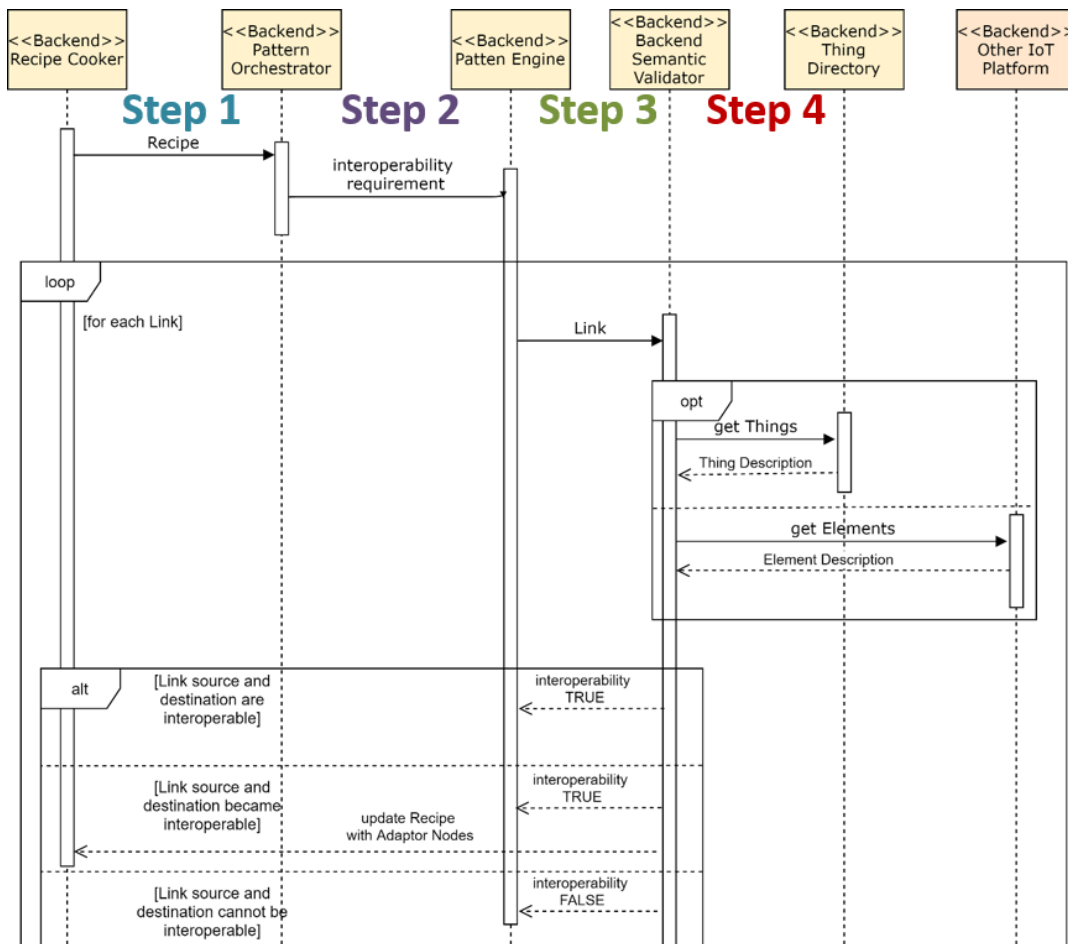 <<Backend>>
Recipe Cooker
<<Backend>>
Pattern
Orchestrator
<<Backend>>
Patten Engine
<<Backend>>
Backend
Semantic
Validator
<<Backend>>
Thing
Directory
<<Backend>>
Other IoT
Platform
Step 1
Step 2
Step 3
Step 4
Recipe
interoperability
requirement
loop
[for each Link]
Link
opt
get Things
Thing Description
get Elements
Element Description
alt
[Link source and
destination are
interoperable]
interoperability
TRUE
[Link source and
destination became
interoperable]
interoperability
TRUE
update Recipe
with Adaptor Nodes
[Link source and
destination cannot be
interoperable]
interoperability
FALSE